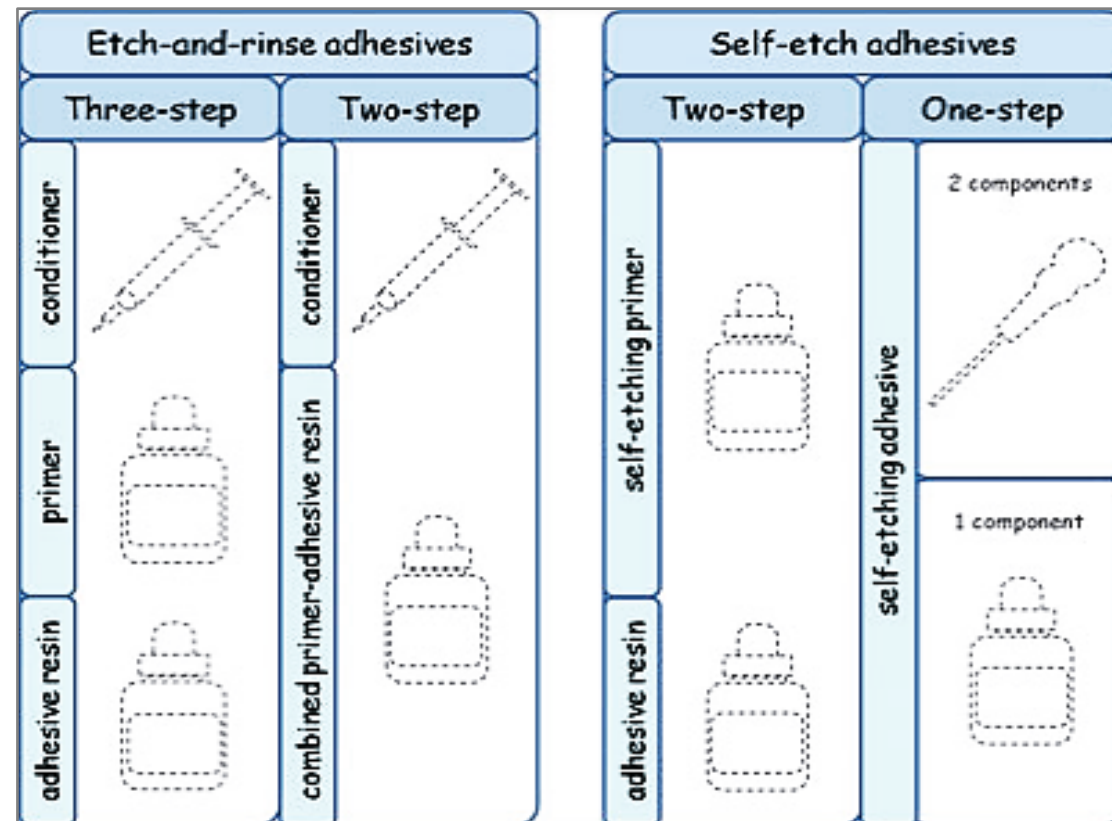 Etch-and-rinse adhesives
Three-step
Two-step
conditioner
primer
adhesive resin
conditioner
combined primer-adhesive resin
Self-etch adhesives
Two-step
One-step
self-etching primer
adhesive resin
self-etching adhesive
2 components
1 component